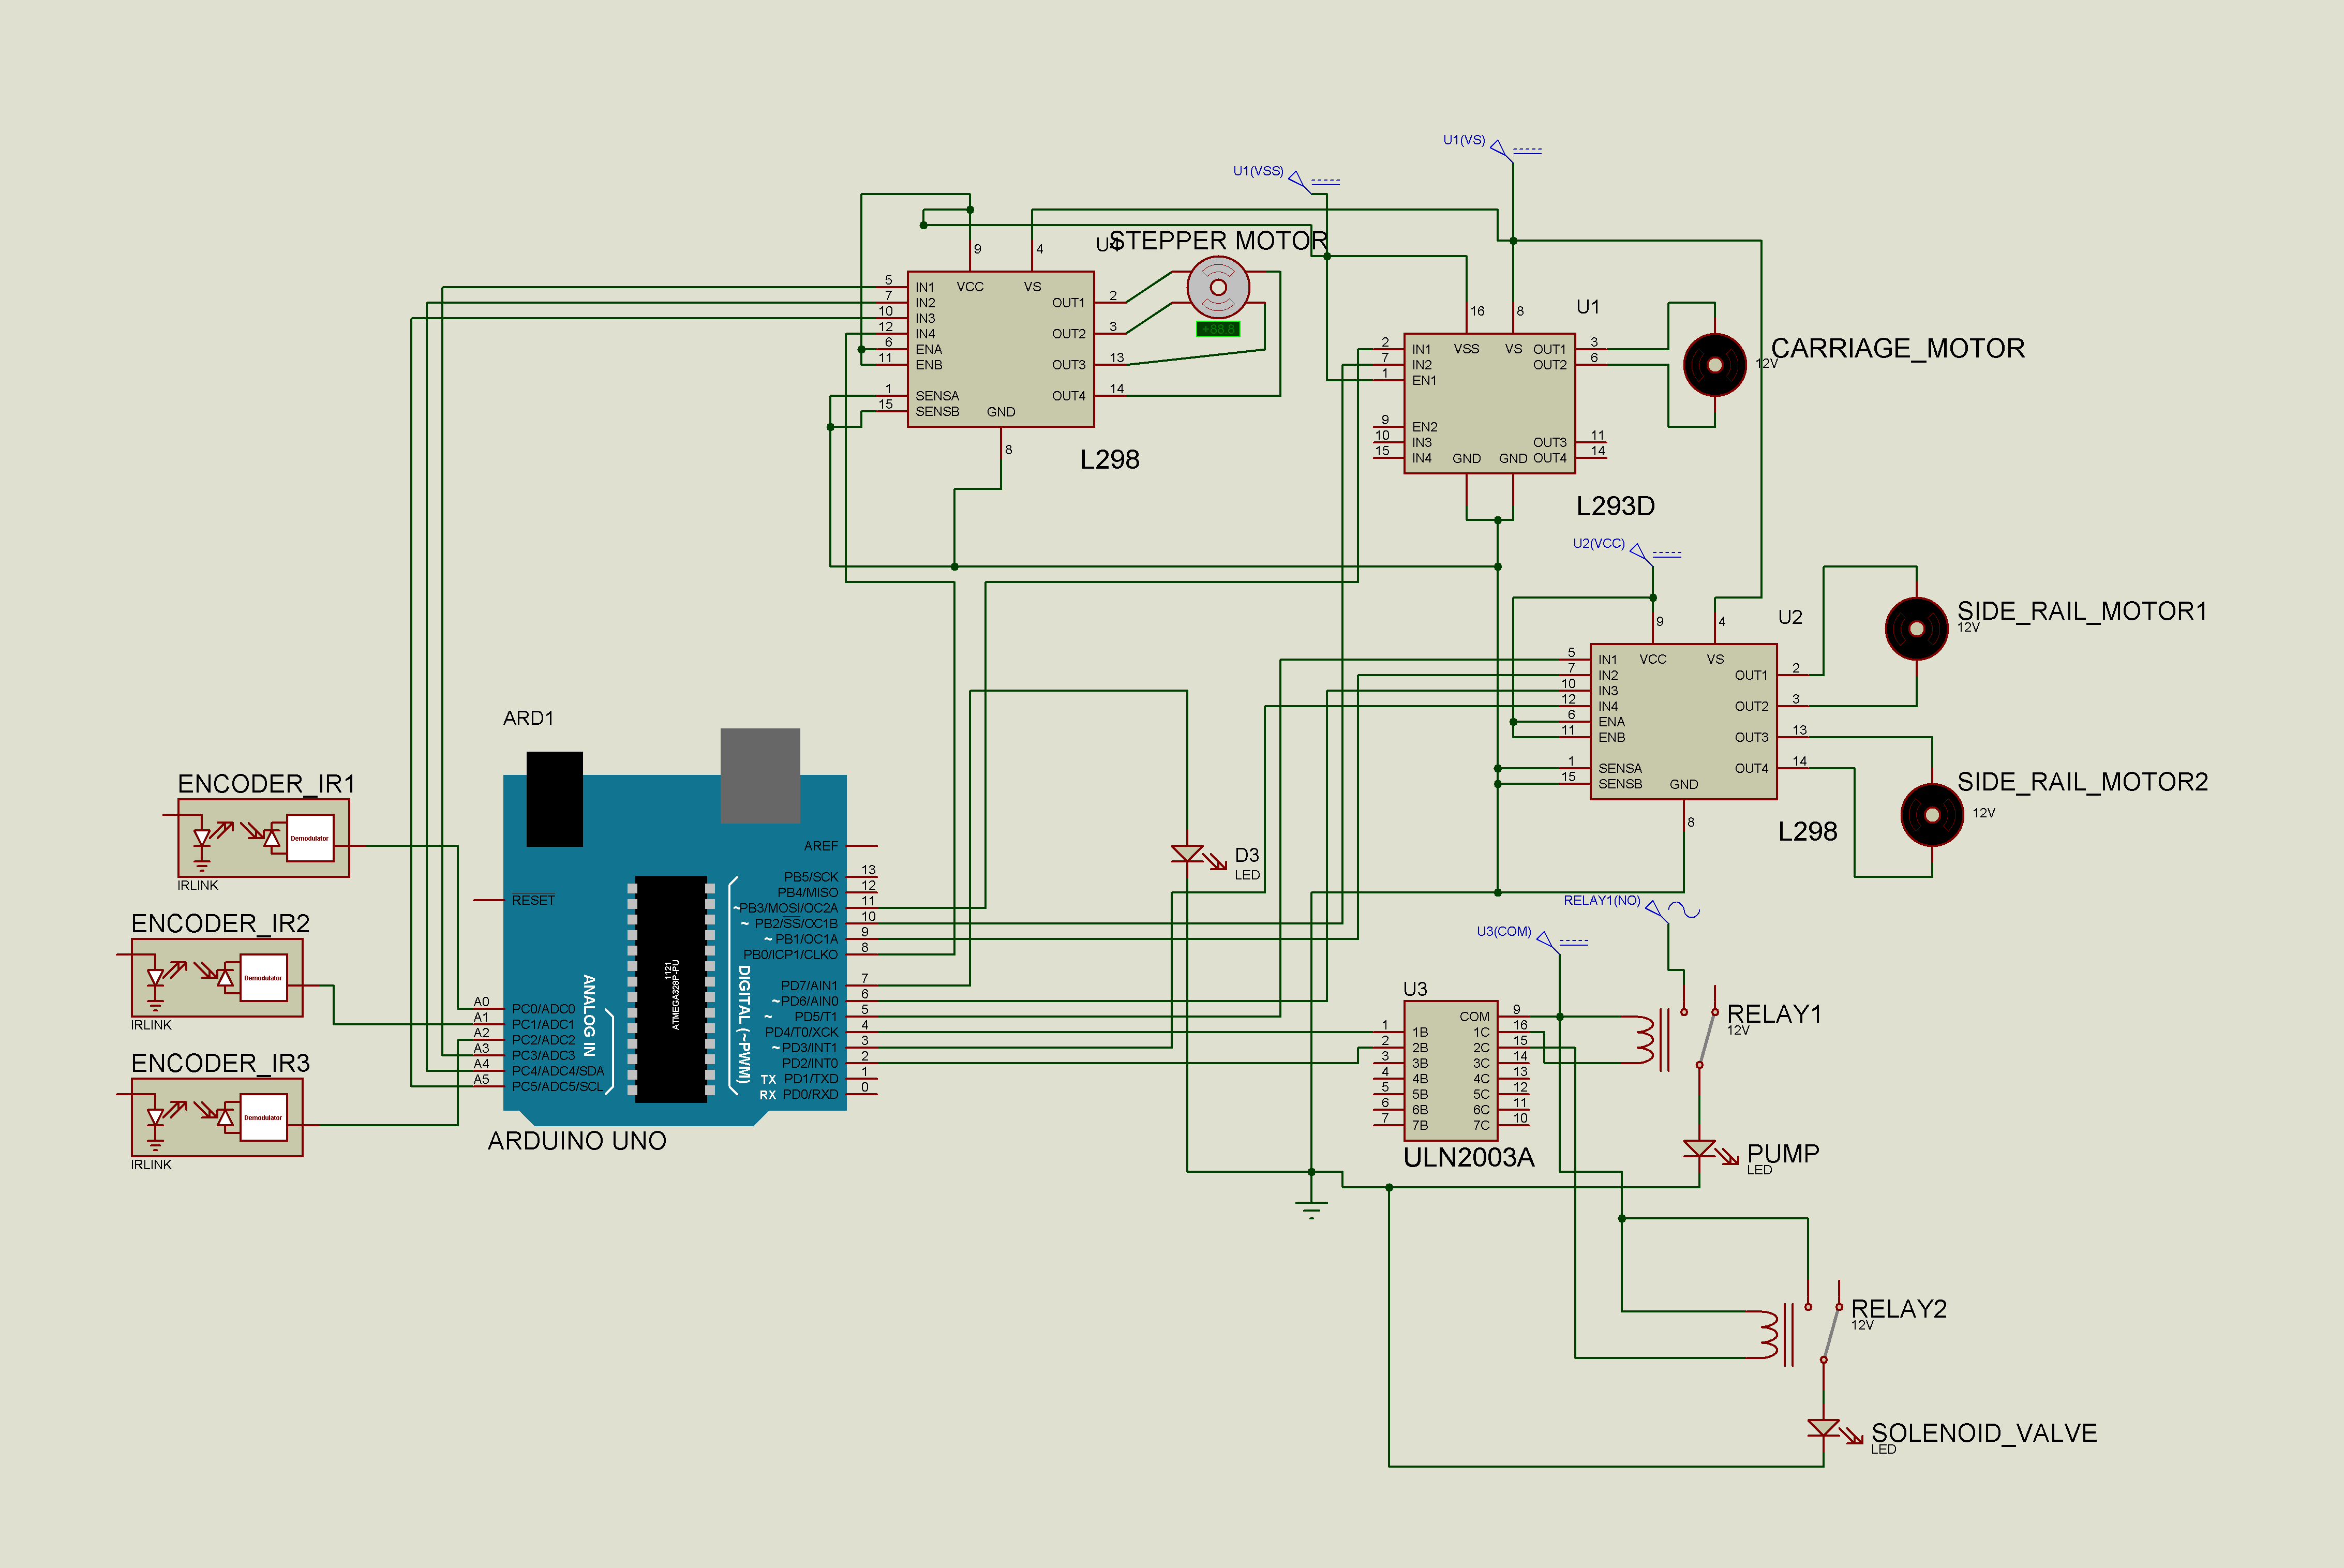 U1(VS)
U1(VSS)
U4
STEPPER MOTOR
9
4
5
7
10
12
6
11
1
15
IN1
IN2
IN3
IN4
ENA
ENB
SENSA
SENSB
VCC
VS
GND
OUT1
OUT2
OUT3
OUT4
2
3
13
14
8
+88.8
L298
U1
16
8
2
7
1
9
10
15
IN1
IN2
EN1
EN2
IN3
IN4
VSS
VS
GND
GND
OUT1
OUT2
OUT3
OUT4
3
6
11
14
L293D
CARRIAGE_MOTOR
12V
U2(VCC)
U2
9
4
5
7
10
12
6
11
1
15
IN1
IN2
IN3
IN4
ENA
ENB
SENSA
SENSB
VCC
VS
GND
OUT1
OUT2
OUT3
OUT4
2
3
13
14
8
L298
SIDE_RAIL_MOTOR1
12V
SIDE_RAIL_MOTOR2
12V
ENCODER_IR1
Demodulator
IRLINK
ENCODER_IR2
Demodulator
IRLINK
ENCODER_IR3
Demodulator
IRLINK
ARD1
RESET
A0
A1
A2
A3
A4
A5
PC0/ADC0
PC1/ADC1
PC2/ADC2
PC3/ADC3
PC4/ADC4/SDA
PC5/ADC5/SCL
ANALOG IN
1121
ATMEGA328P-PU
DIGITAL (~PWM)
AREF
PB5/SCK 13
PB4/MISO 12
~PB3/MOSI/OC2A 11
~ PB2/SS/OC1B 10
~ PB1/OC1A 9
PB0/ICP1/CLKO 8
PD7/AIN1 7
~ PD6/AIN0 6
~ PD5/T1 5
PD4/T0/XCK 4
~ PD3/INT1 3
PD2/INT0 2
TX PD1/TXD 1
RX PD0/RXD 0
ARDUINO UNO
D3
LED
RELAY1(NO)
U3(COM)
U3
1
2
3
4
5
6
7
1B
2B
3B
4B
5B
6B
7B
COM
1C
2C
3C
4C
5C
6C
7C
9
16
15
14
13
12
11
10
ULN2003A
RELAY1
12V
PUMP
LED
RELAY2
12V
SOLENOID_VALVE
LED